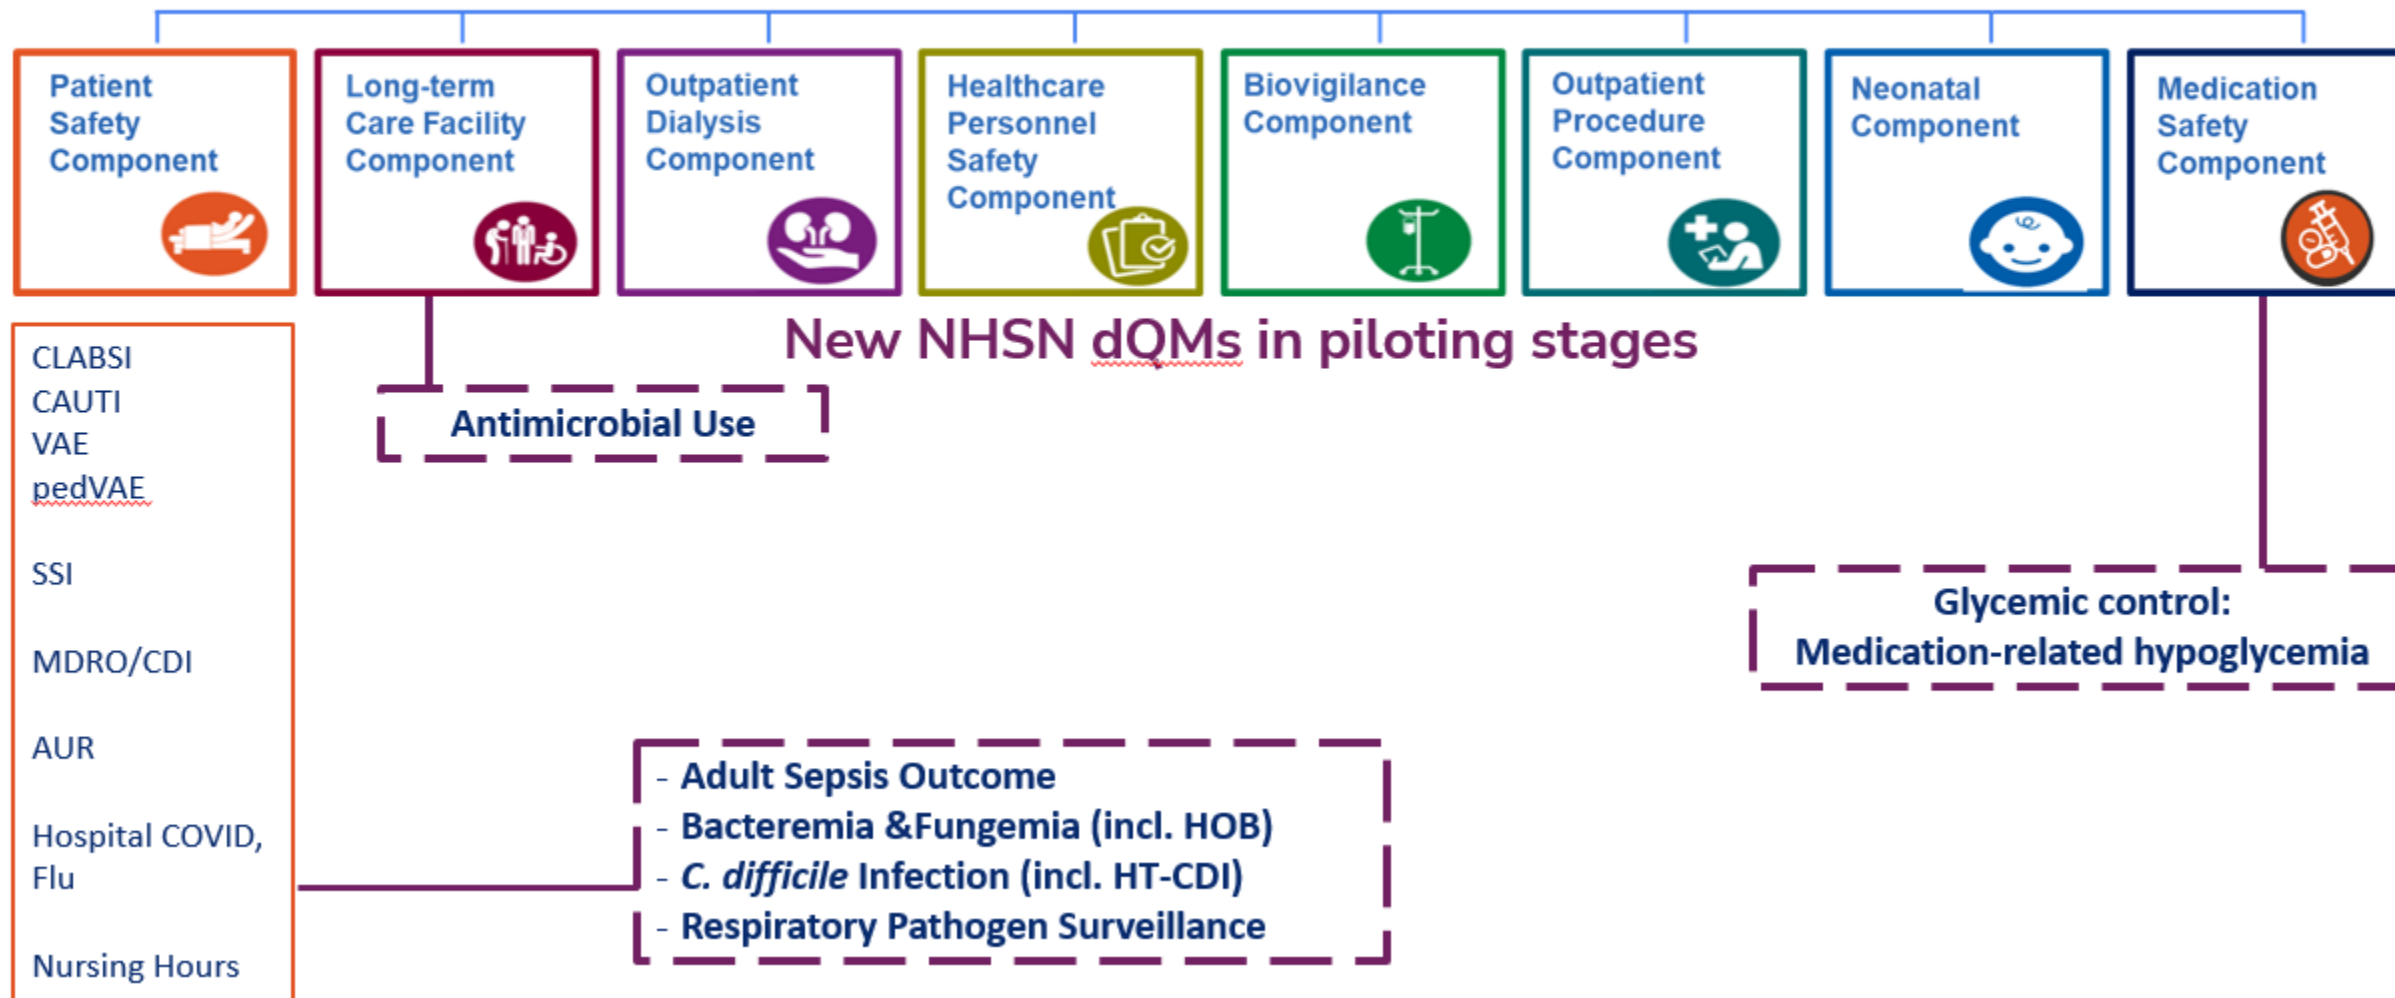 Patient
Safety
Component
Long-term
Care Facility
Component
Outpatient
Dialysis
Component
Healthcare
Personnel
Safety
Component
Biovigilance
Component
Outpatient
Procedure
Component
Neonatal
Component
Medication
Safety
Component
New NHSN dQMs in piloting stages
CLABSI
CAUTI
VAE
pedVAE
SSI
MDRO/CDI
AUR
Hospital COVID,
Flu
Nursing Hours
Antimicrobial Use
Glycemic control:
Medication-related hypoglycemia
- Adult Sepsis Outcome
- Bacteremia &Fungemia (incl. HOB)
- C. difficile Infection (incl. HT-CDI)
- Respiratory Pathogen Surveillance